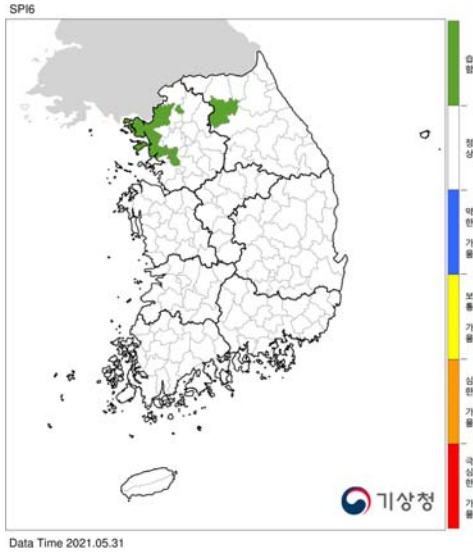 SPI6
습함
정상
약한 가뭄
보통 가뭄
심한 가뭄
극심한 가뭄
기상청
Data Time 2021.05.31